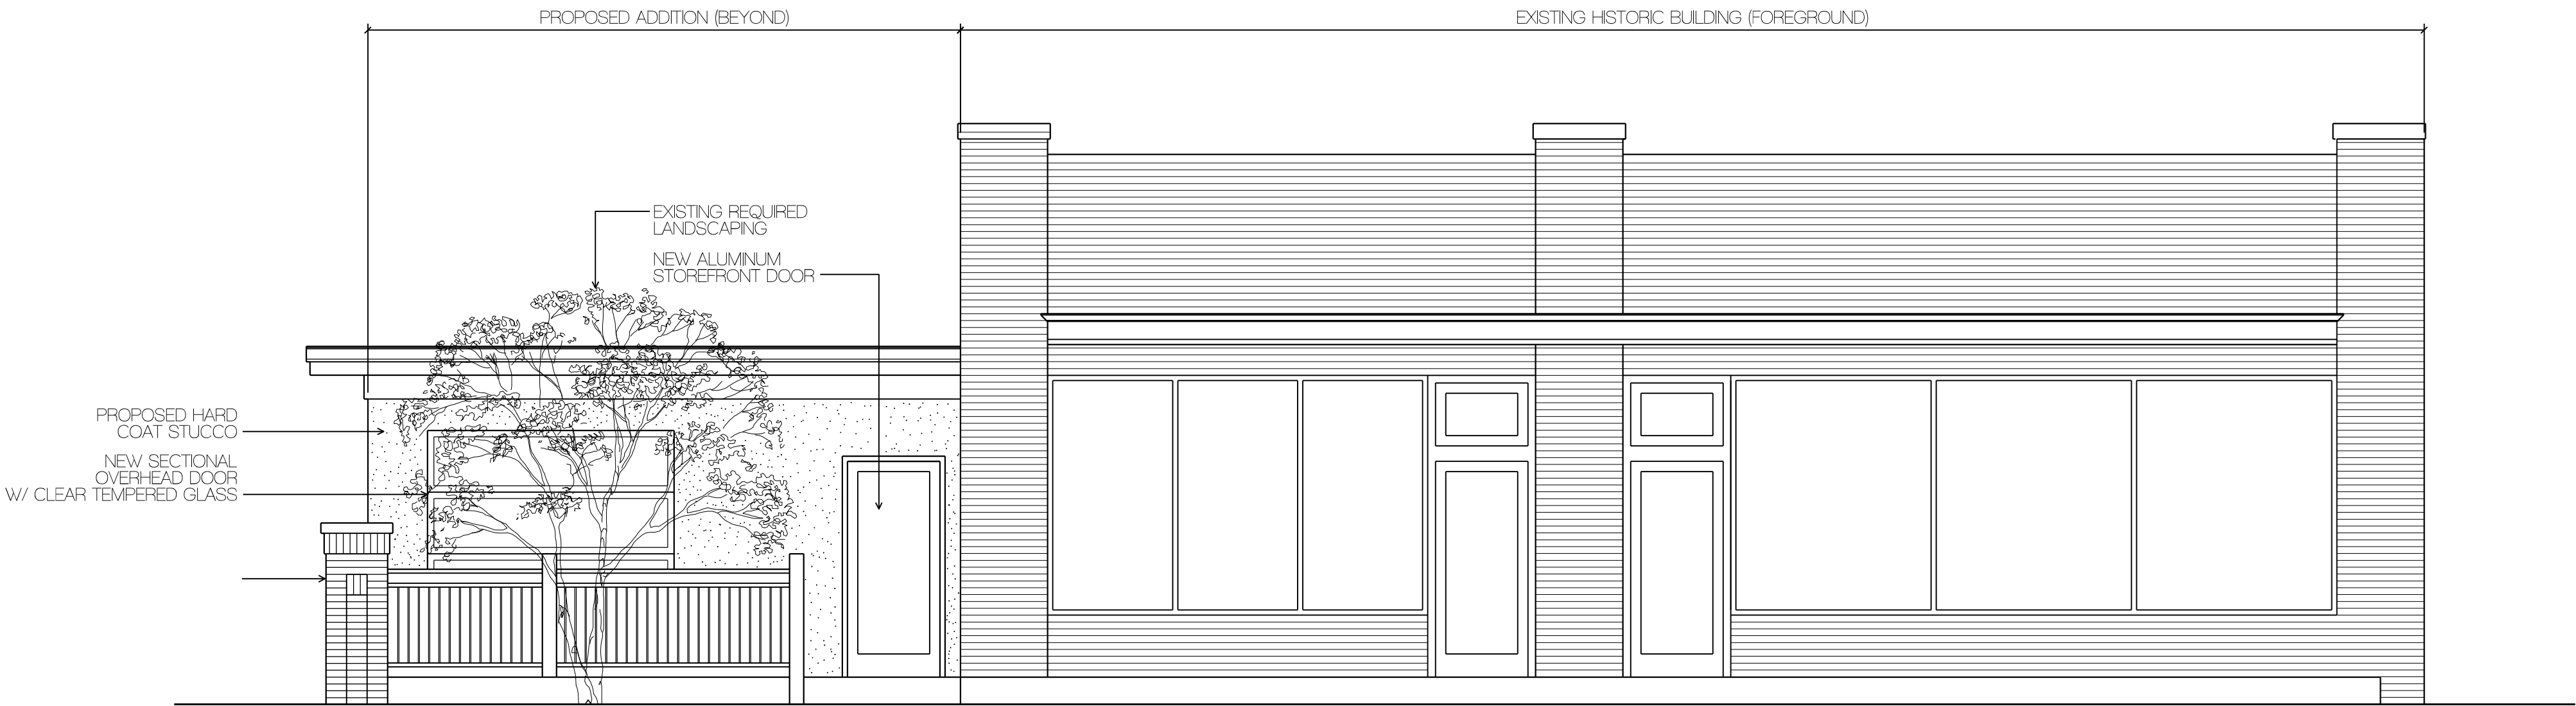 PROPOSED ADDITION (BEYOND)
EXISTING HISTORIC BUILDING (FOREGROUND)
EXISTING REQUIRED
LANDSCAPING
NEW ALUMINUM
STOREFRONT DOOR
PROPOSED HARD
COAT STUCCO
NEW SECTIONAL
OVERHEAD DOOR
W/ CLEAR TEMPERED GLASS